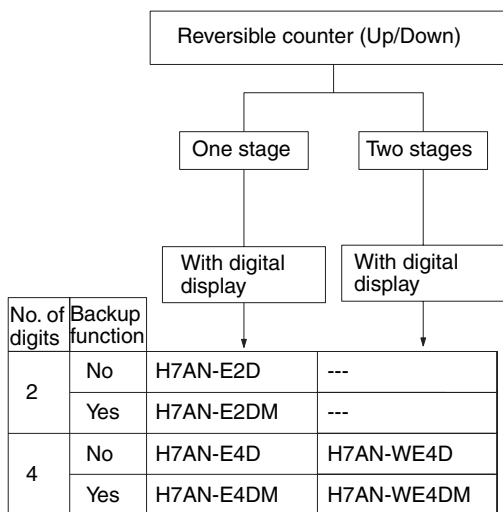 Reversible counter (Up/Down)
One stage
Two stages
With digital
display
With digital
display
No. of
digits
Backup
function
2
No
H7AN-E2D
---
Yes
H7AN-E2DM
---
4
No
H7AN-E4D
H7AN-WE4D
Yes
H7AN-E4DM
H7AN-WE4DM